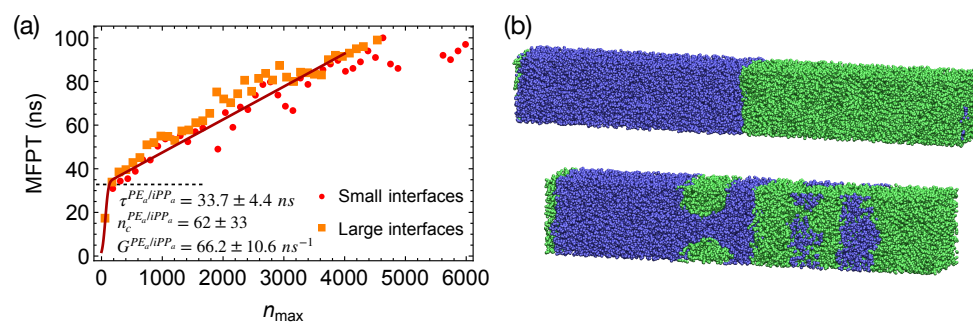 (a)
(b)
MFPT (ns)
100
80
60
40
20
0
τ^{PE_a/iPP_a} = 33.7 ± 4.4 ns
n_c^{PE_a/iPP_a} = 62 ± 33
G^{PE_a/iPP_a} = 66.2 ± 10.6 ns^{-1}
Small interfaces
Large interfaces
0 1000 2000 3000 4000 5000 6000
n_{max}